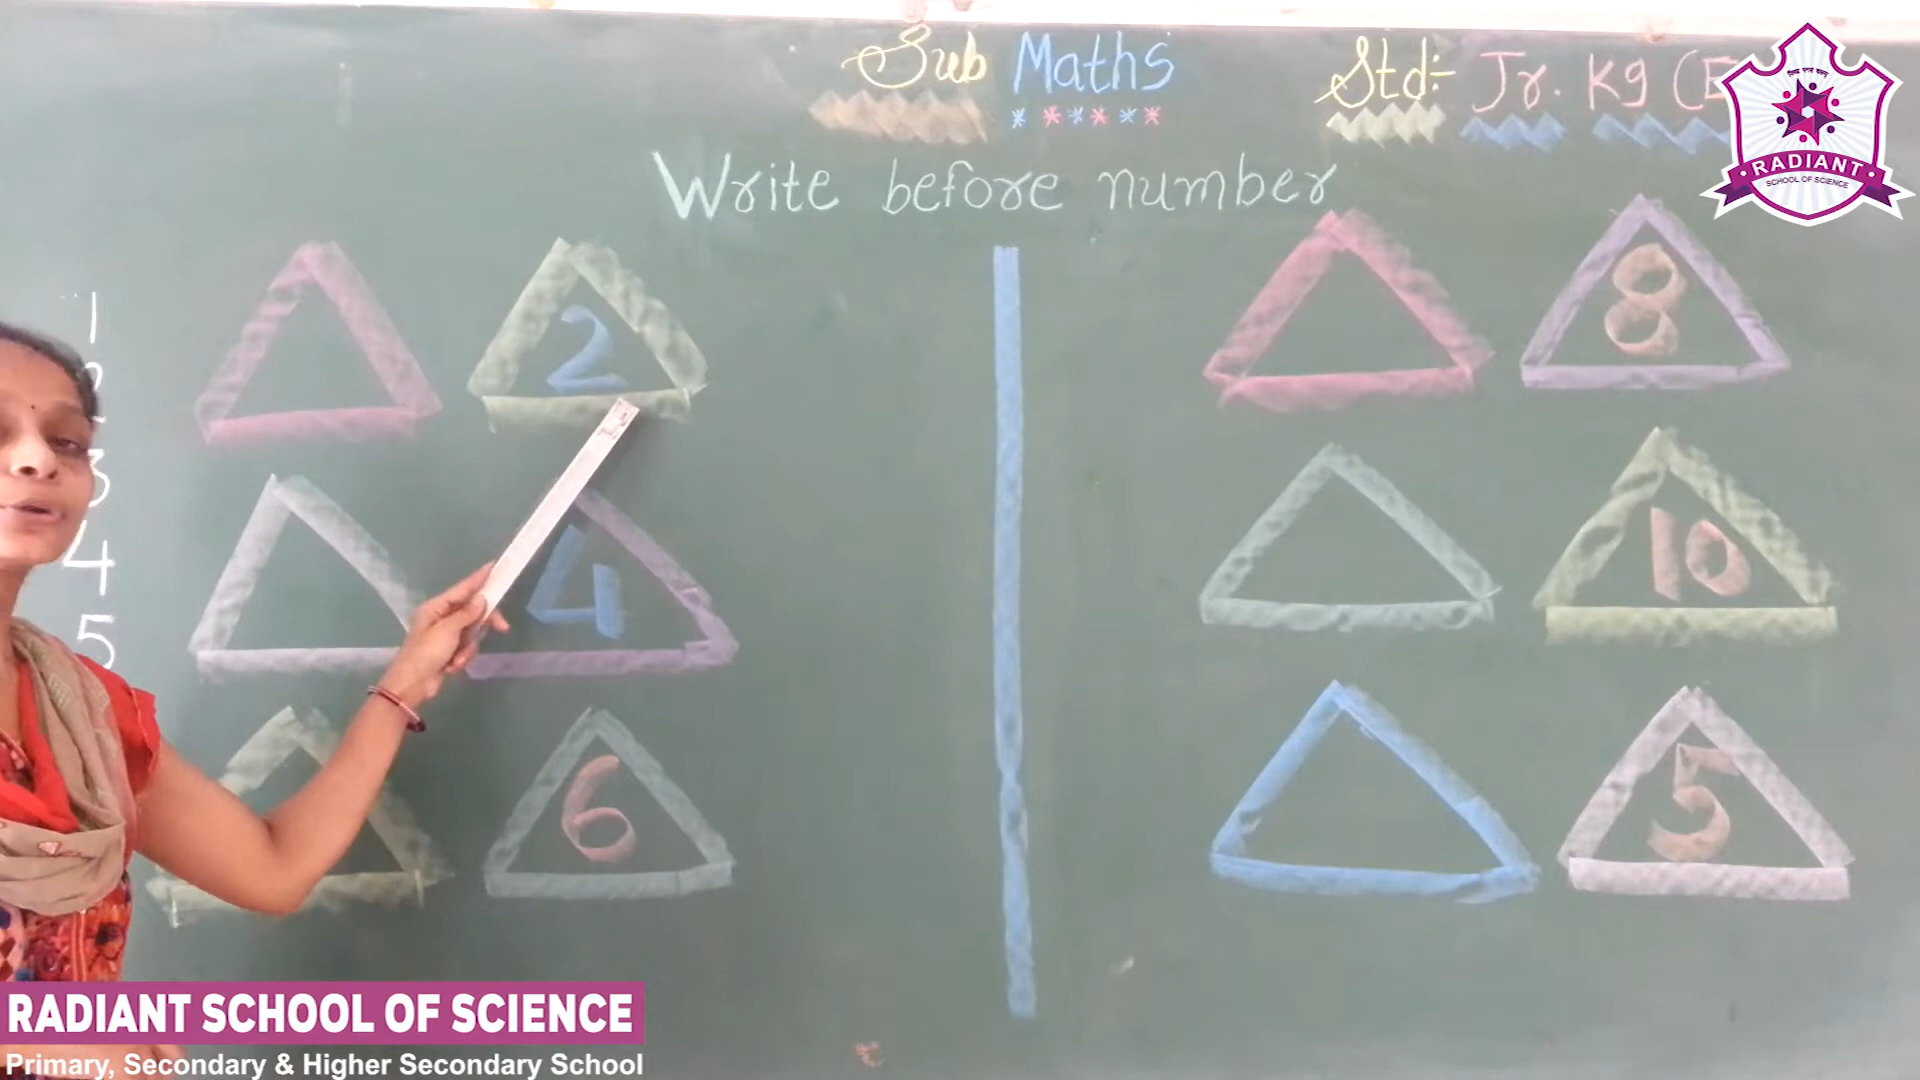 Sub Maths
Std:- Jr. Kg (E
Write before number
RADIANT
SCHOOL OF SCIENCE
1
2
3
4
5
2
4
6
8
10
5
RADIANT SCHOOL OF SCIENCE
Primary, Secondary & Higher Secondary School